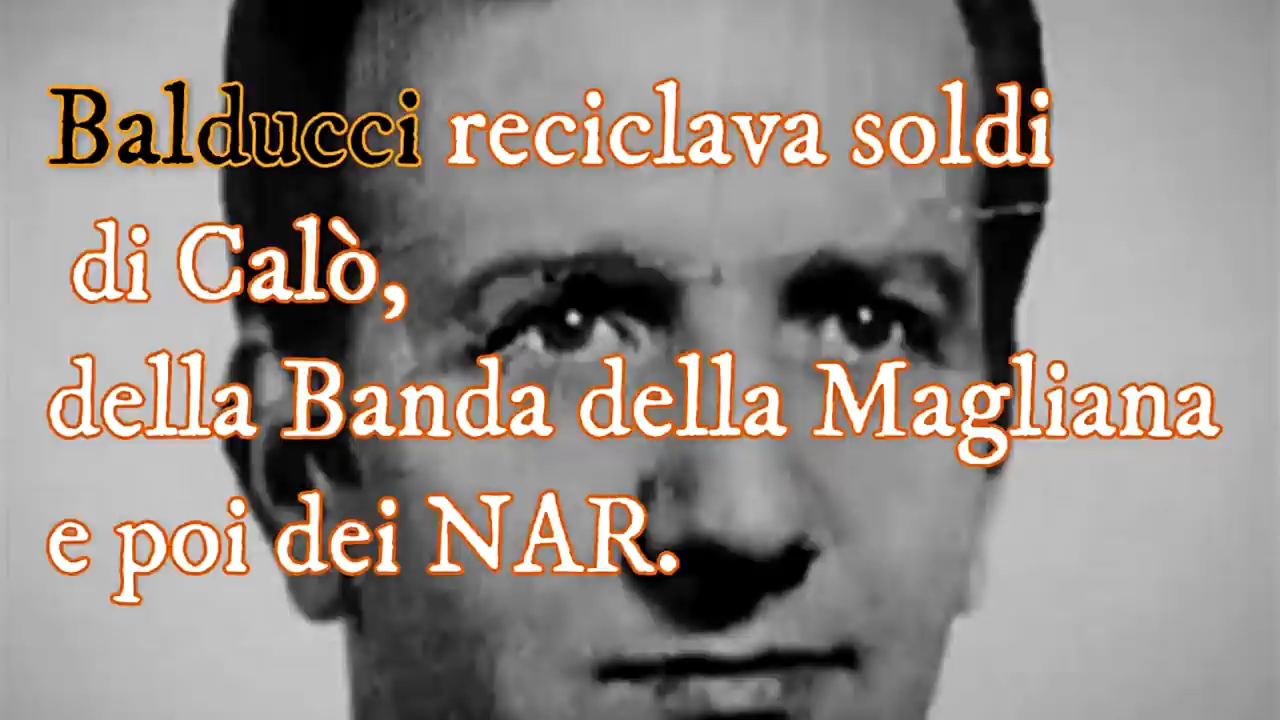 Balducci reciclava soldi
di Calò,
della Banda della Magliana
e poi dei NAR.